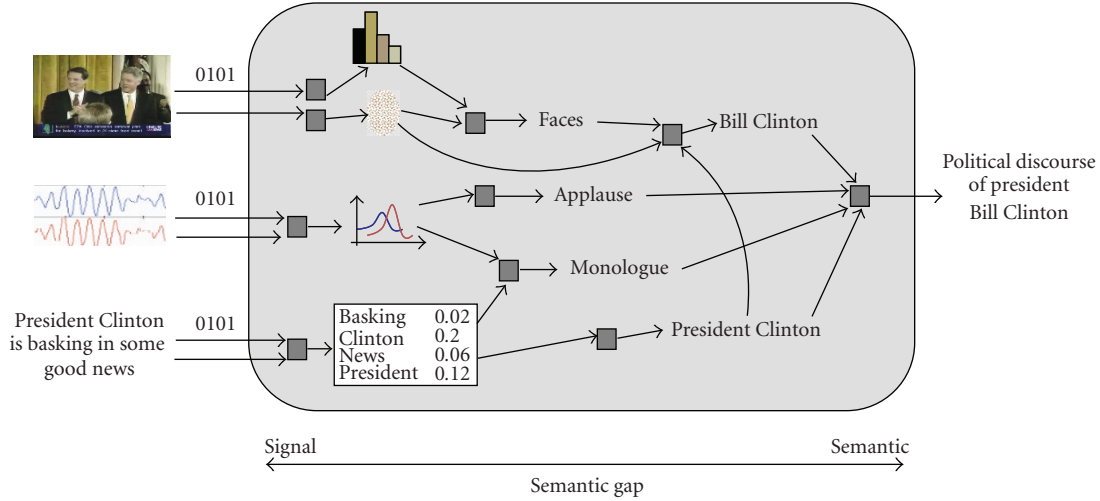 0101
Faces
Bill Clinton
Political discourse
of president
Bill Clinton
0101
Applause
Monologue
President Clinton
is basking in some
good news
0101
Basking 0.02
Clinton 0.2
News 0.06
President 0.12
President Clinton
Signal
Semantic
Semantic gap